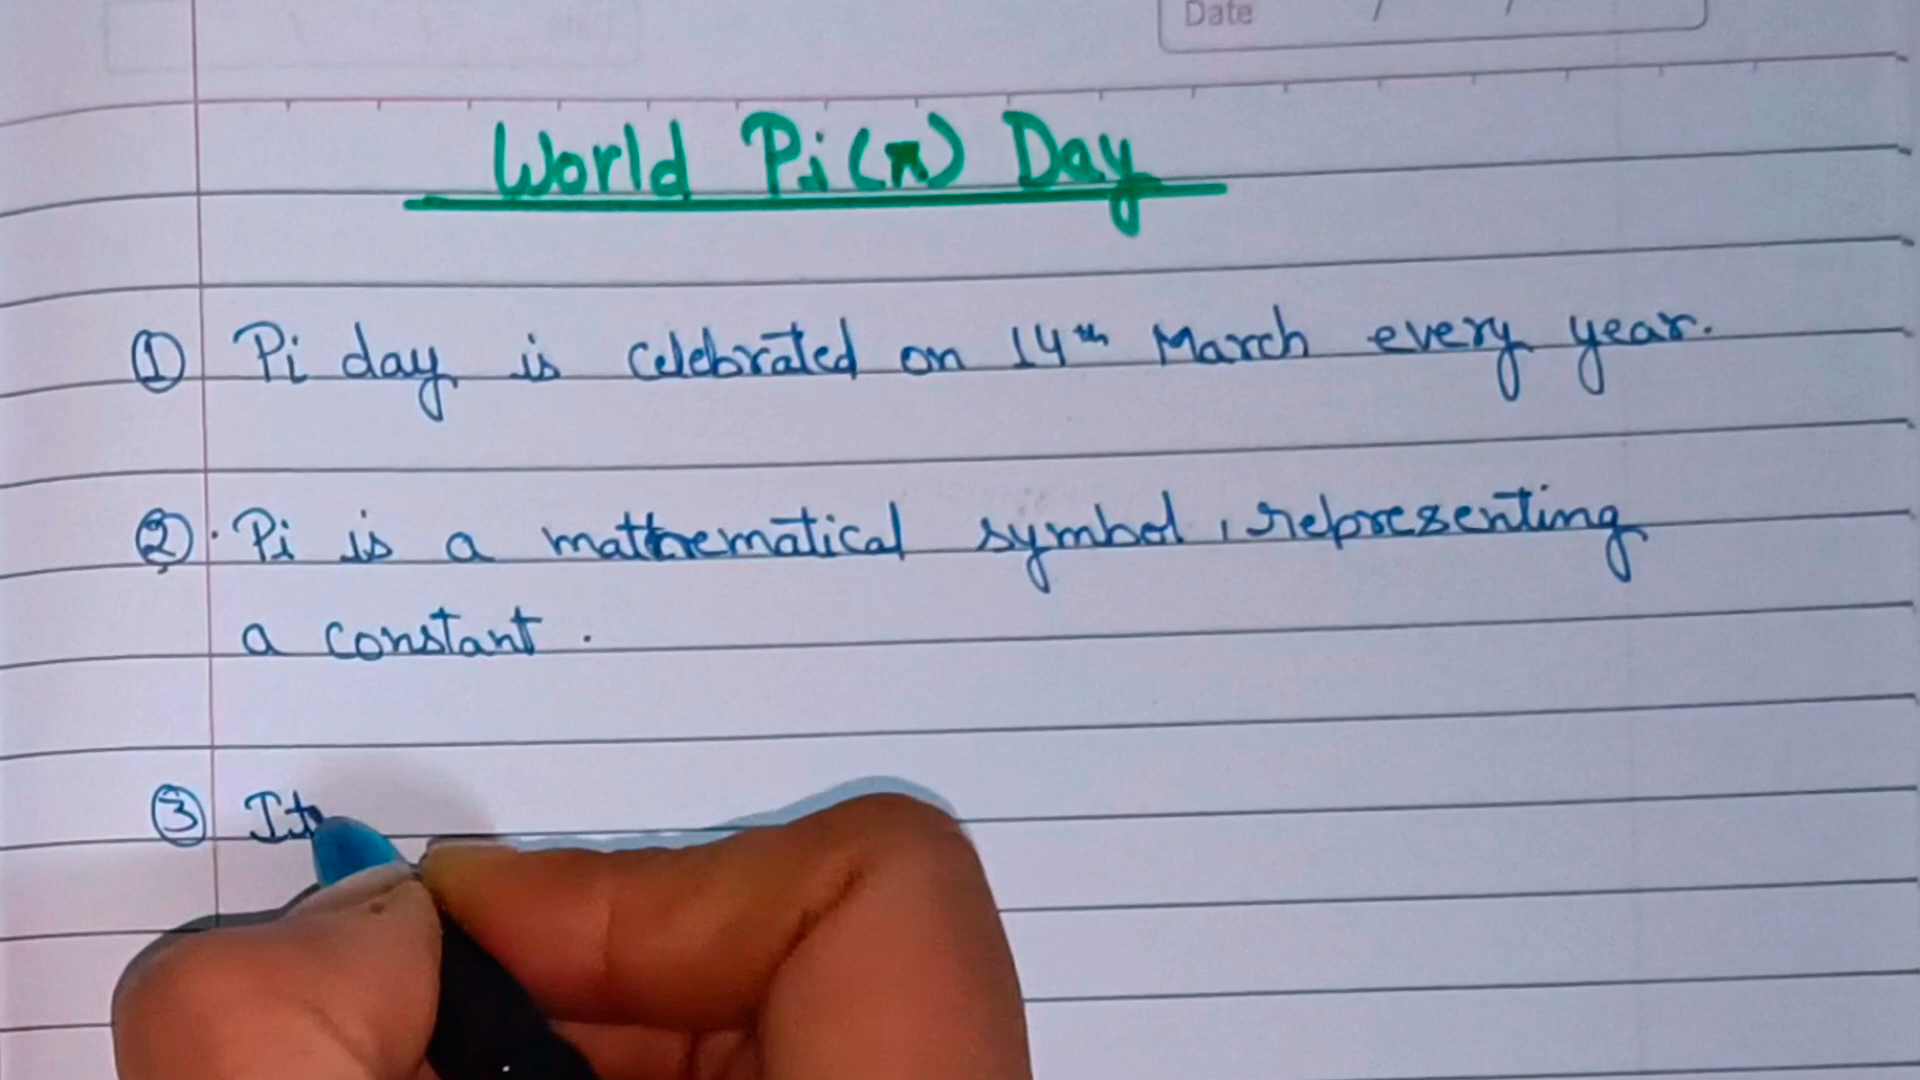 Date / /
World Pi (π) Day
① Pi day is celebrated on 14th March every year.
② Pi is a mathematical symbol, representing
a constant.
③ It